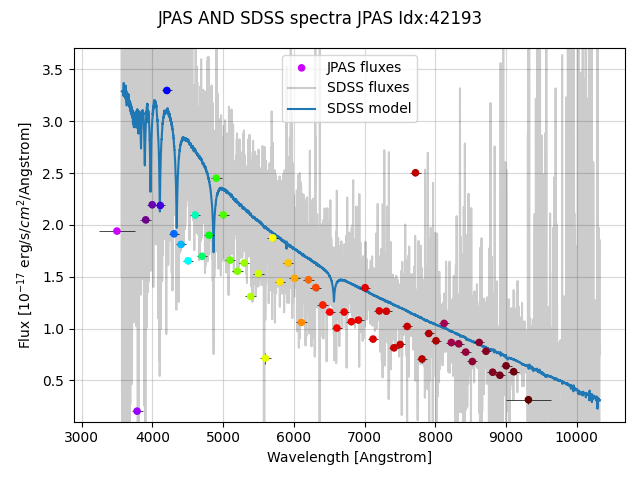 JPAS AND SDSS spectra JPAS Idx:42193
JPAS fluxes
SDSS fluxes
SDSS model
Flux [10⁻¹⁷ erg/s/cm²/Angstrom]
3.5
3.0
2.5
2.0
1.5
1.0
0.5
3000 4000 5000 6000 7000 8000 9000 10000
Wavelength [Angstrom]